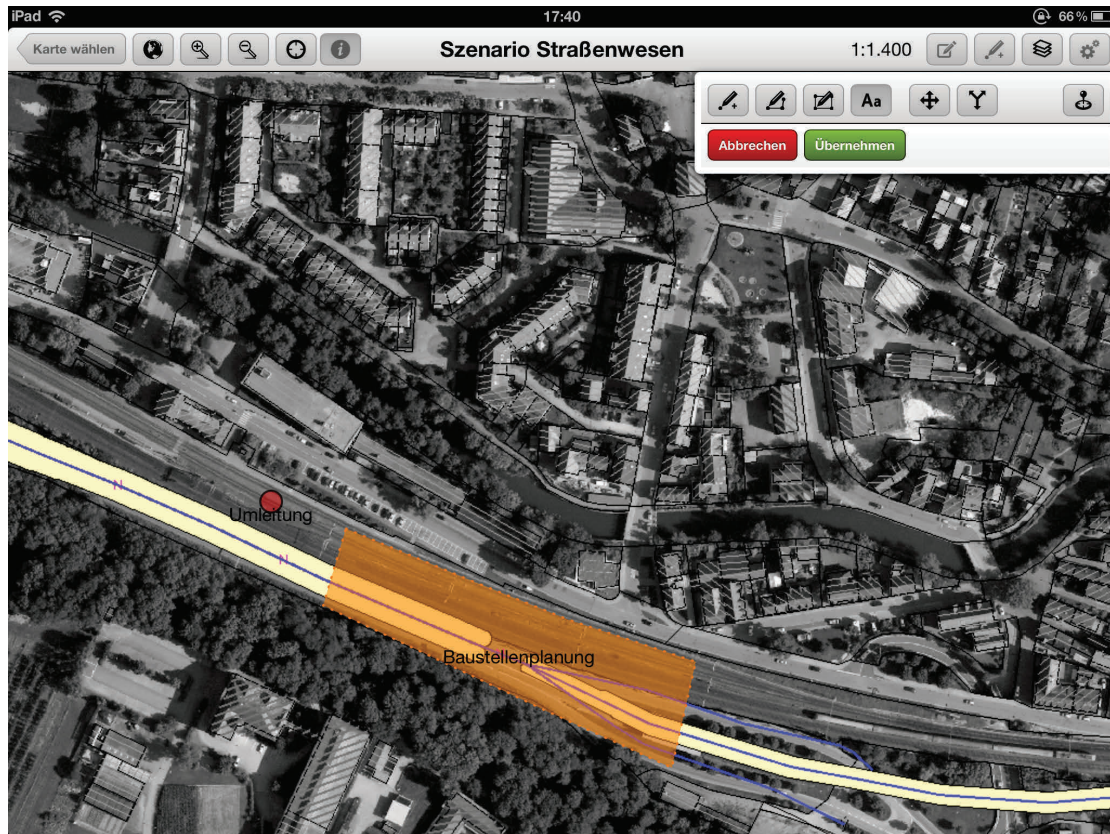 iPad 17:40 66 %
Karte wählen Szenario Straßenwesen 1:1.400
Aa
Abbrechen Übernehmen
N
Umleitung
N
Baustellenplanung